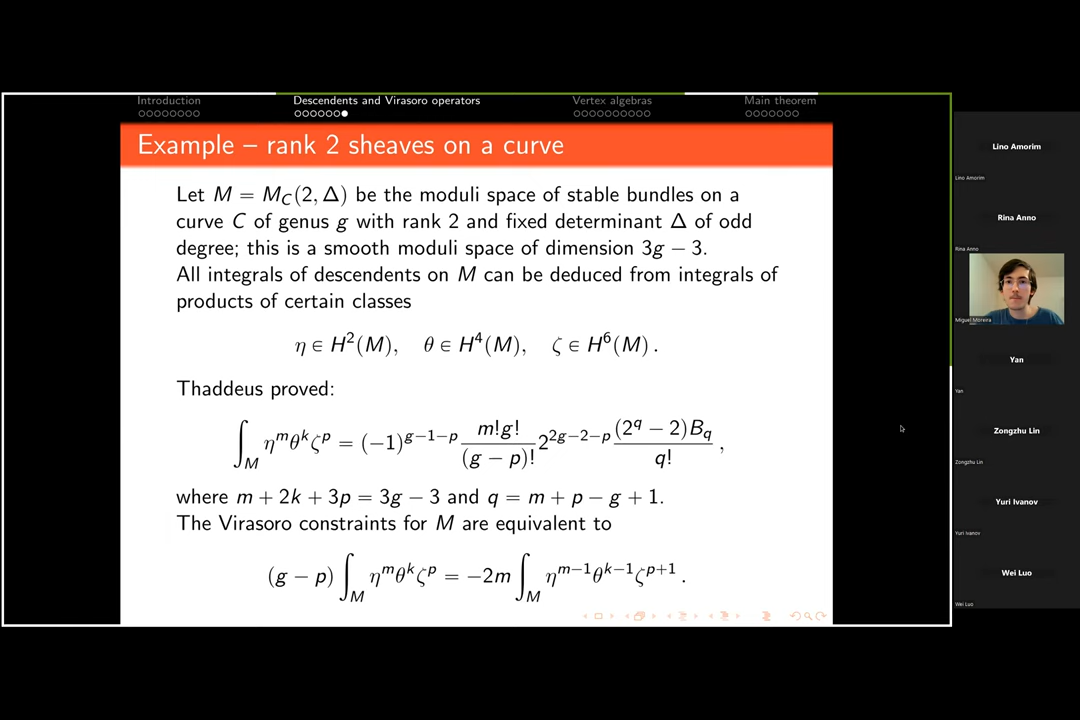 Introduction
Descendents and Virasoro operators
Vertex algebras
Main theorem
Example – rank 2 sheaves on a curve
Let M = M_C(2, Δ) be the moduli space of stable bundles on a
curve C of genus g with rank 2 and fixed determinant Δ of odd
degree; this is a smooth moduli space of dimension 3g − 3.
All integrals of descendents on M can be deduced from integrals of
products of certain classes
η ∈ H²(M), θ ∈ H⁴(M), ζ ∈ H⁶(M) .
Thaddeus proved:
∫_M η^m θ^k ζ^p = (−1)^{g−1−p} \frac{m!g!}{(g − p)!} 2^{2g−2−p} \frac{(2^q − 2)B_q}{q!} ,
where m + 2k + 3p = 3g − 3 and q = m + p − g + 1.
The Virasoro constraints for M are equivalent to
(g − p) ∫_M η^m θ^k ζ^p = −2m ∫_M η^{m−1} θ^{k−1} ζ^{p+1} .
Lino Amorim
Lino Amorim
Rina Anno
Rina Anno
Miguel Moreira
Yan
Yan
Zongzhu Lin
Zongzhu Lin
Yuri Ivanov
Yuri Ivanov
Wei Luo
Wei Luo